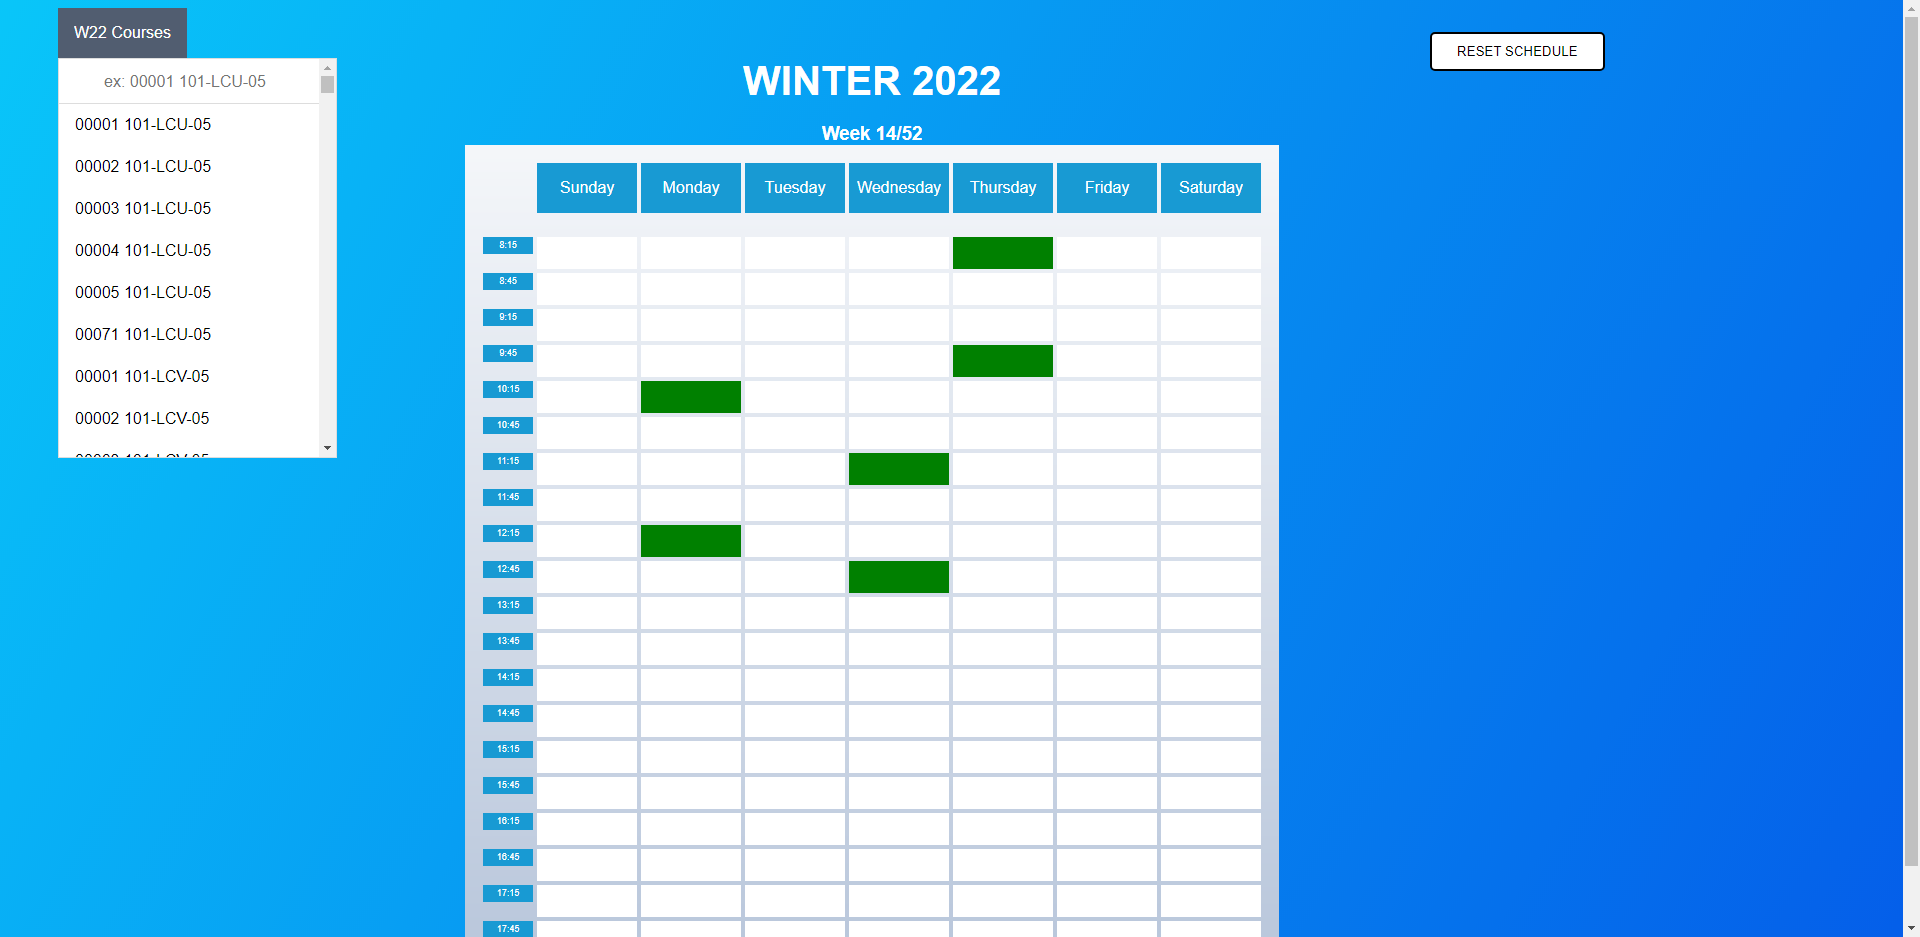 W22 Courses
RESET SCHEDULE
ex: 00001 101-LCU-05
00001 101-LCU-05
00002 101-LCU-05
00003 101-LCU-05
00004 101-LCU-05
00005 101-LCU-05
00071 101-LCU-05
00001 101-LCV-05
00002 101-LCV-05
WINTER 2022
Week 14/52
Sunday Monday Tuesday Wednesday Thursday Friday Saturday
8:15
8:45
9:15
9:45
10:15
10:45
11:15
11:45
12:15
12:45
13:15
13:45
14:15
14:45
15:15
15:45
16:15
16:45
17:15
17:45